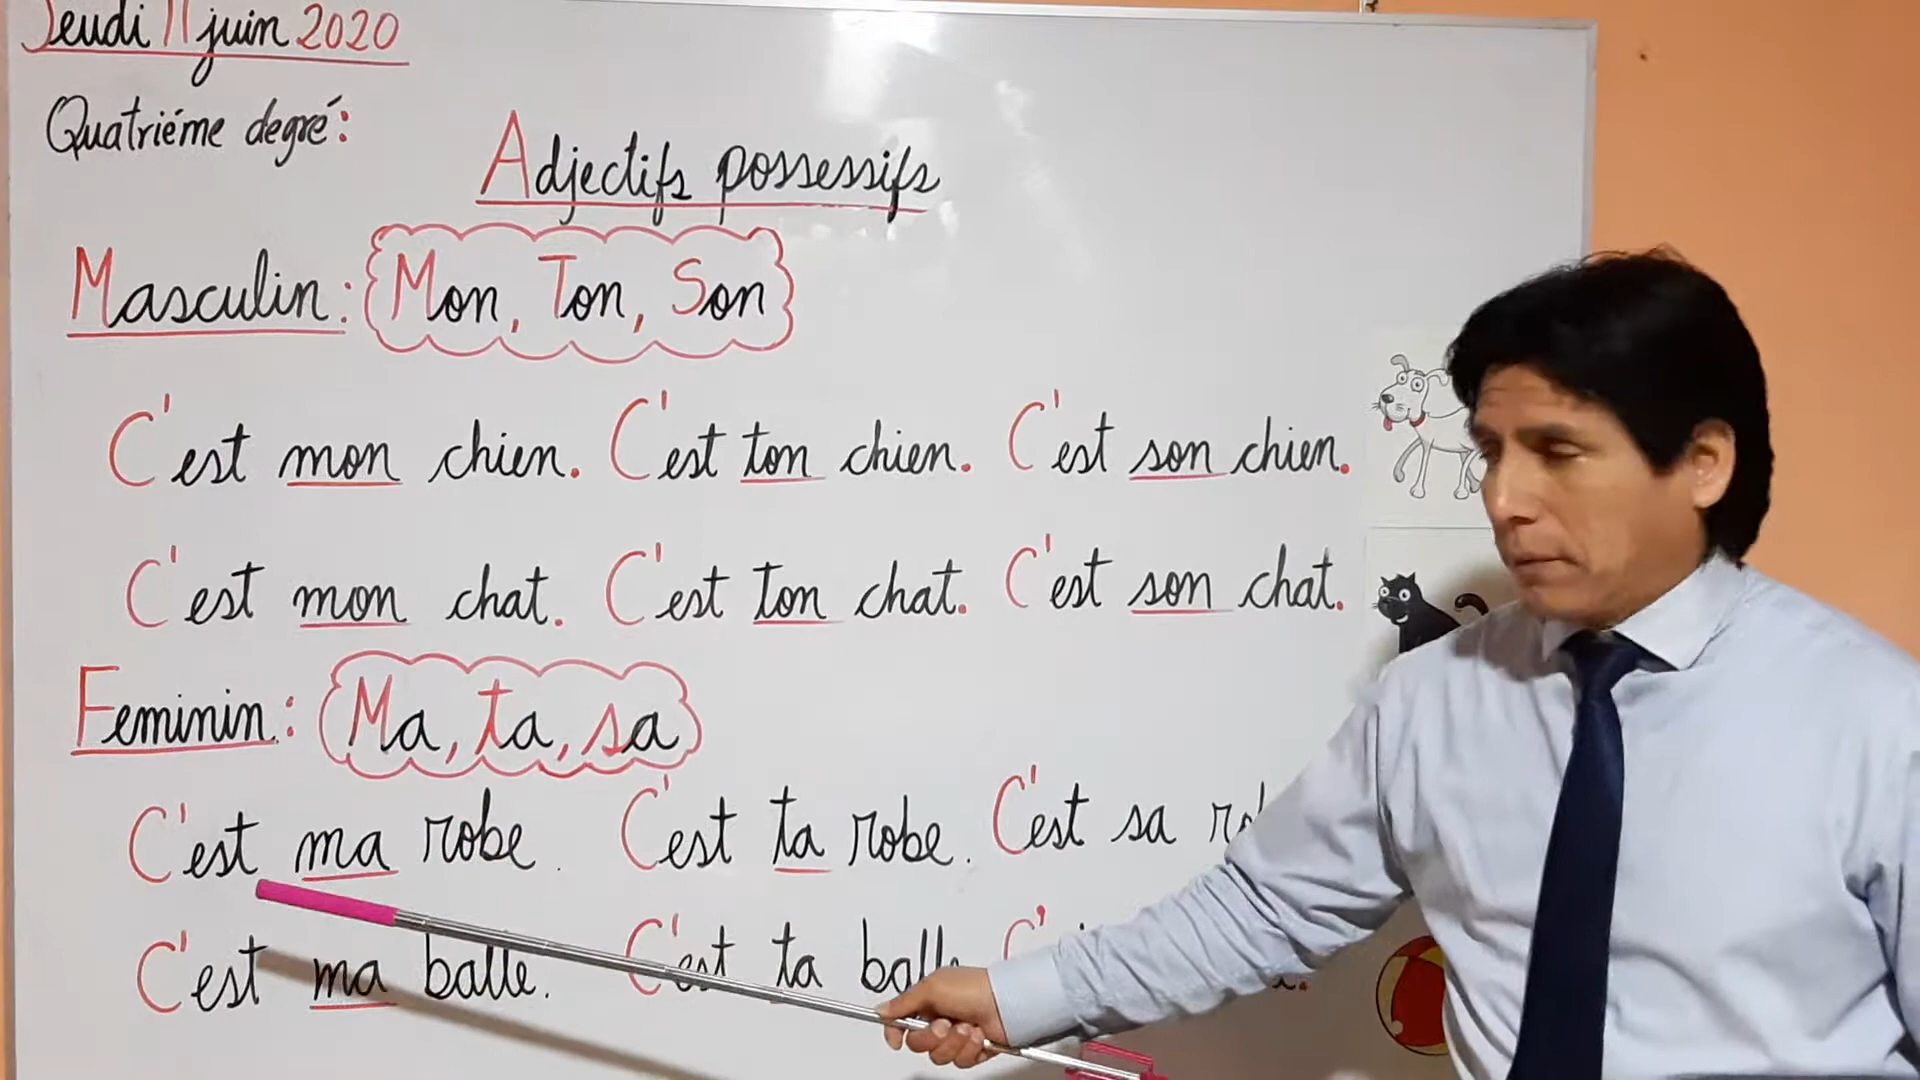 Jeudi 11 juin 2020
Quatriéme degré:
Adjectifs possessifs
Masculin: Mon, Ton, Son
C'est mon chien. C'est ton chien. C'est son chien.
C'est mon chat. C'est ton chat. C'est son chat.
Feminin: Ma, ta, sa
C'est ma robe. C'est ta robe. C'est sa
C'est ma balle. C'est ta